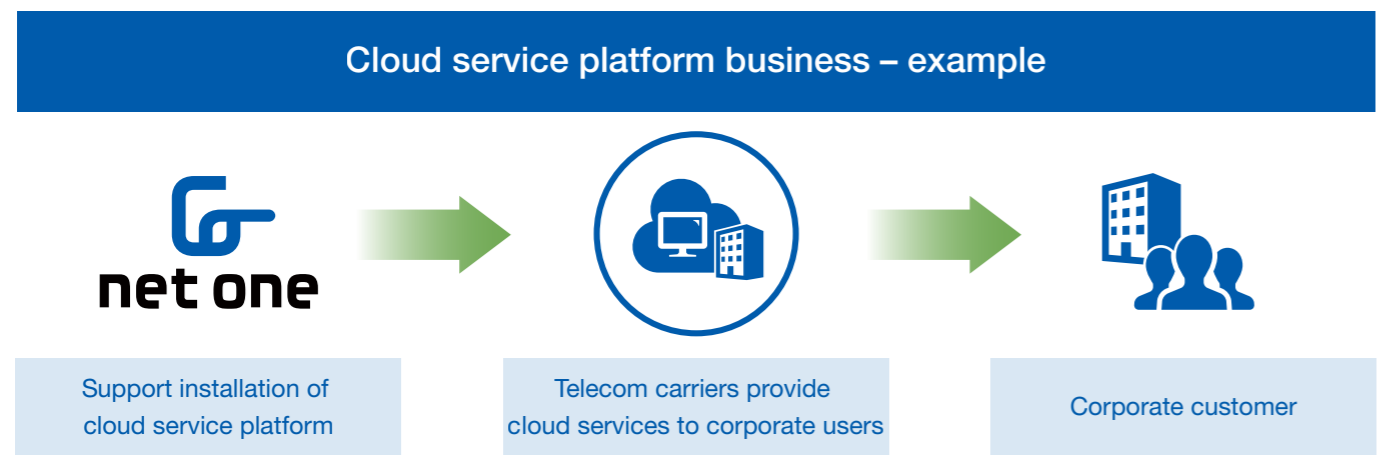 Cloud service platform business – example
net one
Support installation of
cloud service platform
Telecom carriers provide
cloud services to corporate users
Corporate customer